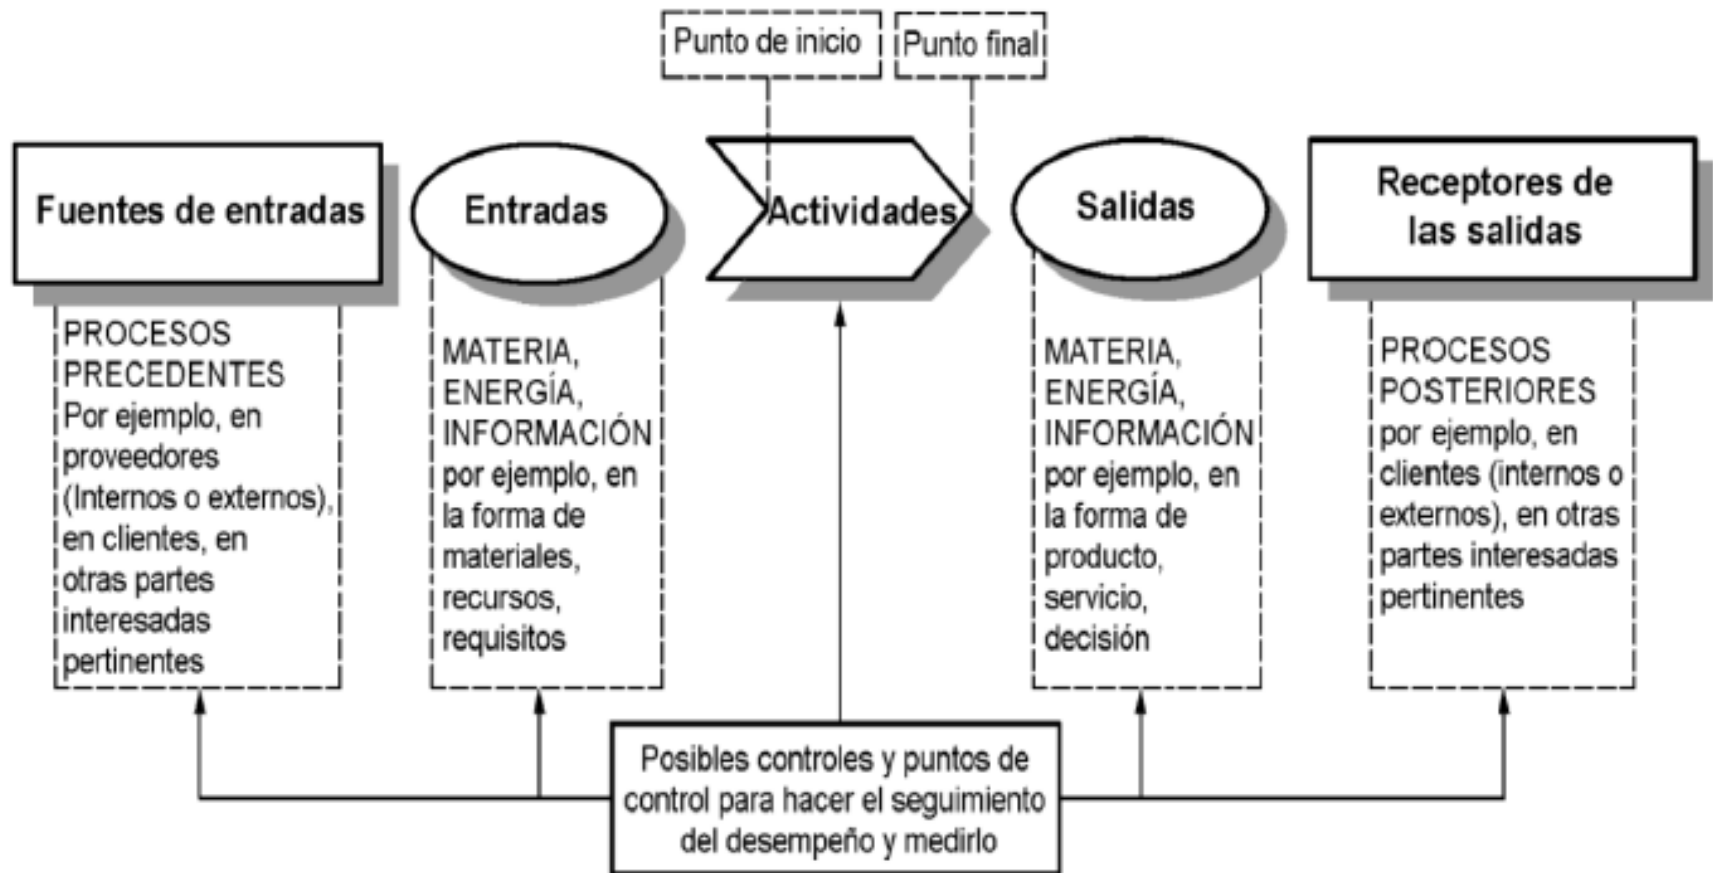 Punto de inicio
Punto final
Fuentes de entradas
Entradas
Actividades
Salidas
Receptores de
las salidas
PROCESOS
PRECEDENTES
Por ejemplo, en
proveedores
(Internos o externos),
en clientes, en
otras partes
interesadas
pertinentes
MATERIA,
ENERGÍA,
INFORMACIÓN
por ejemplo, en
la forma de
materiales,
recursos,
requisitos
MATERIA,
ENERGÍA,
INFORMACIÓN
por ejemplo, en
la forma de
producto,
servicio,
decisión
PROCESOS
POSTERIORES
por ejemplo, en
clientes (internos o
externos), en otras
partes interesadas
pertinentes
Posibles controles y puntos de
control para hacer el seguimiento
del desempeño y medirlo